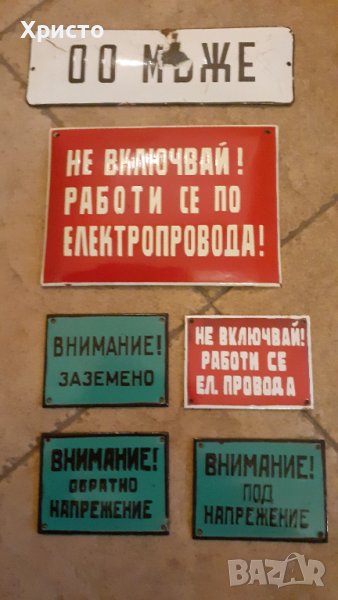 Христо
00 МЪЖЕ
НЕ ВКЛЮЧВАЙ!
РАБОТИ СЕ ПО
ЕЛЕКТРОПРОВОДА!
ВНИМАНИЕ!
ЗАЗЕМЕНО
НЕ ВКЛЮЧВАЙ!
РАБОТИ СЕ
ЕЛ. ПРОВОДА
ВНИМАНИЕ!
ОБРАТНО
НАПРЕЖЕНИЕ
ВНИМАНИЕ!
ПОД
НАПРЕЖЕНИЕ
BAZAR